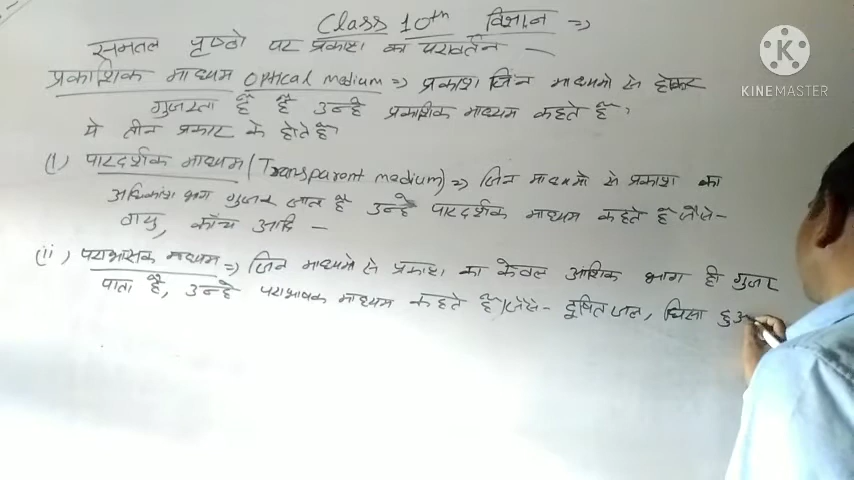 Class 10th विज्ञान ⇒
समतल पृष्ठो पर प्रकाश का परावर्तन –
प्रकाशिक माध्यम Optical medium ⇒ प्रकाश जिन माध्यमो से होकर
गुजरता है है उन्हे प्रकाशिक माध्यम कहते हैं।
ये तीन प्रकार के होते हैं।
(i) पारदर्शक माध्यम (Transparent medium) ⇒ जिन माध्यमो से प्रकाश का
अधिकांश भाग गुजर जाता है उन्हे पारदर्शक माध्यम कहते हैं जैसे–
वायु, काँच आदि –
(ii) पराभासक माध्यम ⇒ जिन माध्यमो से प्रकाश का केवल आंशिक भाग ही गुजर
पाता है, उन्हे पराभासक माध्यम कहते हैं। जैसे– दूषित जल, घिसा हुआ
KINEMASTER